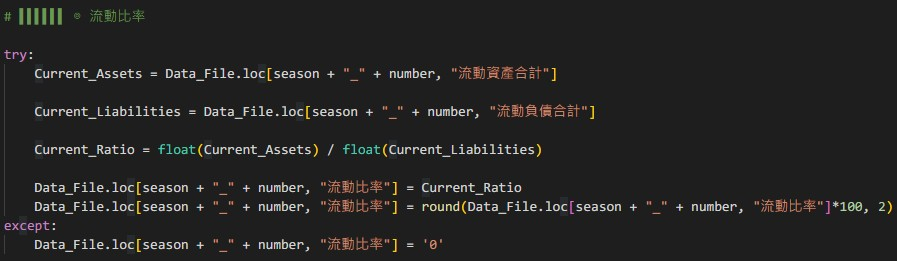 # ▌▌▌▌▌▌ ⊙ 流動比率
try:
Current_Assets = Data_File.loc[season + "_" + number, "流動資產合計"]
Current_Liabilities = Data_File.loc[season + "_" + number, "流動負債合計"]
Current_Ratio = float(Current_Assets) / float(Current_Liabilities)
Data_File.loc[season + "_" + number, "流動比率"] = Current_Ratio
Data_File.loc[season + "_" + number, "流動比率"] = round(Data_File.loc[season + "_" + number, "流動比率"]*100, 2)
except:
Data_File.loc[season + "_" + number, "流動比率"] = '0'